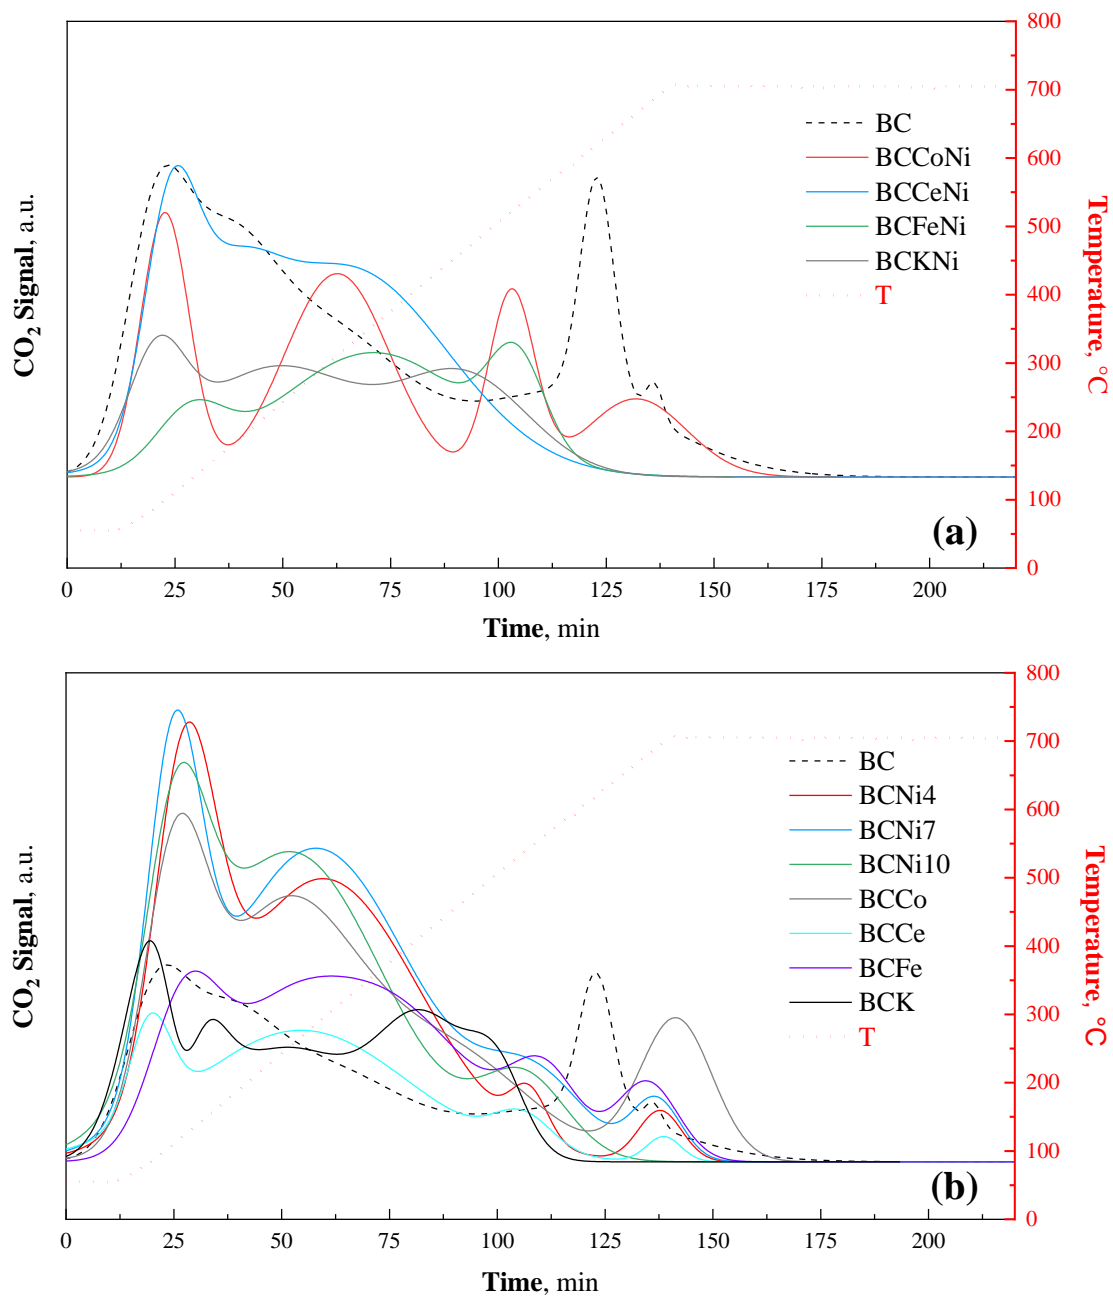 800
700
600
500
400
300
200
100
0
CO2 Signal, a.u.
Temperature, °C
BC
BCCoNi
BCCeNi
BCFeNi
BCKNi
T
(a)
0 25 50 75 100 125 150 175 200
Time, min
800
700
600
500
400
300
200
100
0
CO2 Signal, a.u.
Temperature, °C
BC
BCNi4
BCNi7
BCNi10
BCCo
BCCe
BCFe
BCK
T
(b)
0 25 50 75 100 125 150 175 200
Time, min